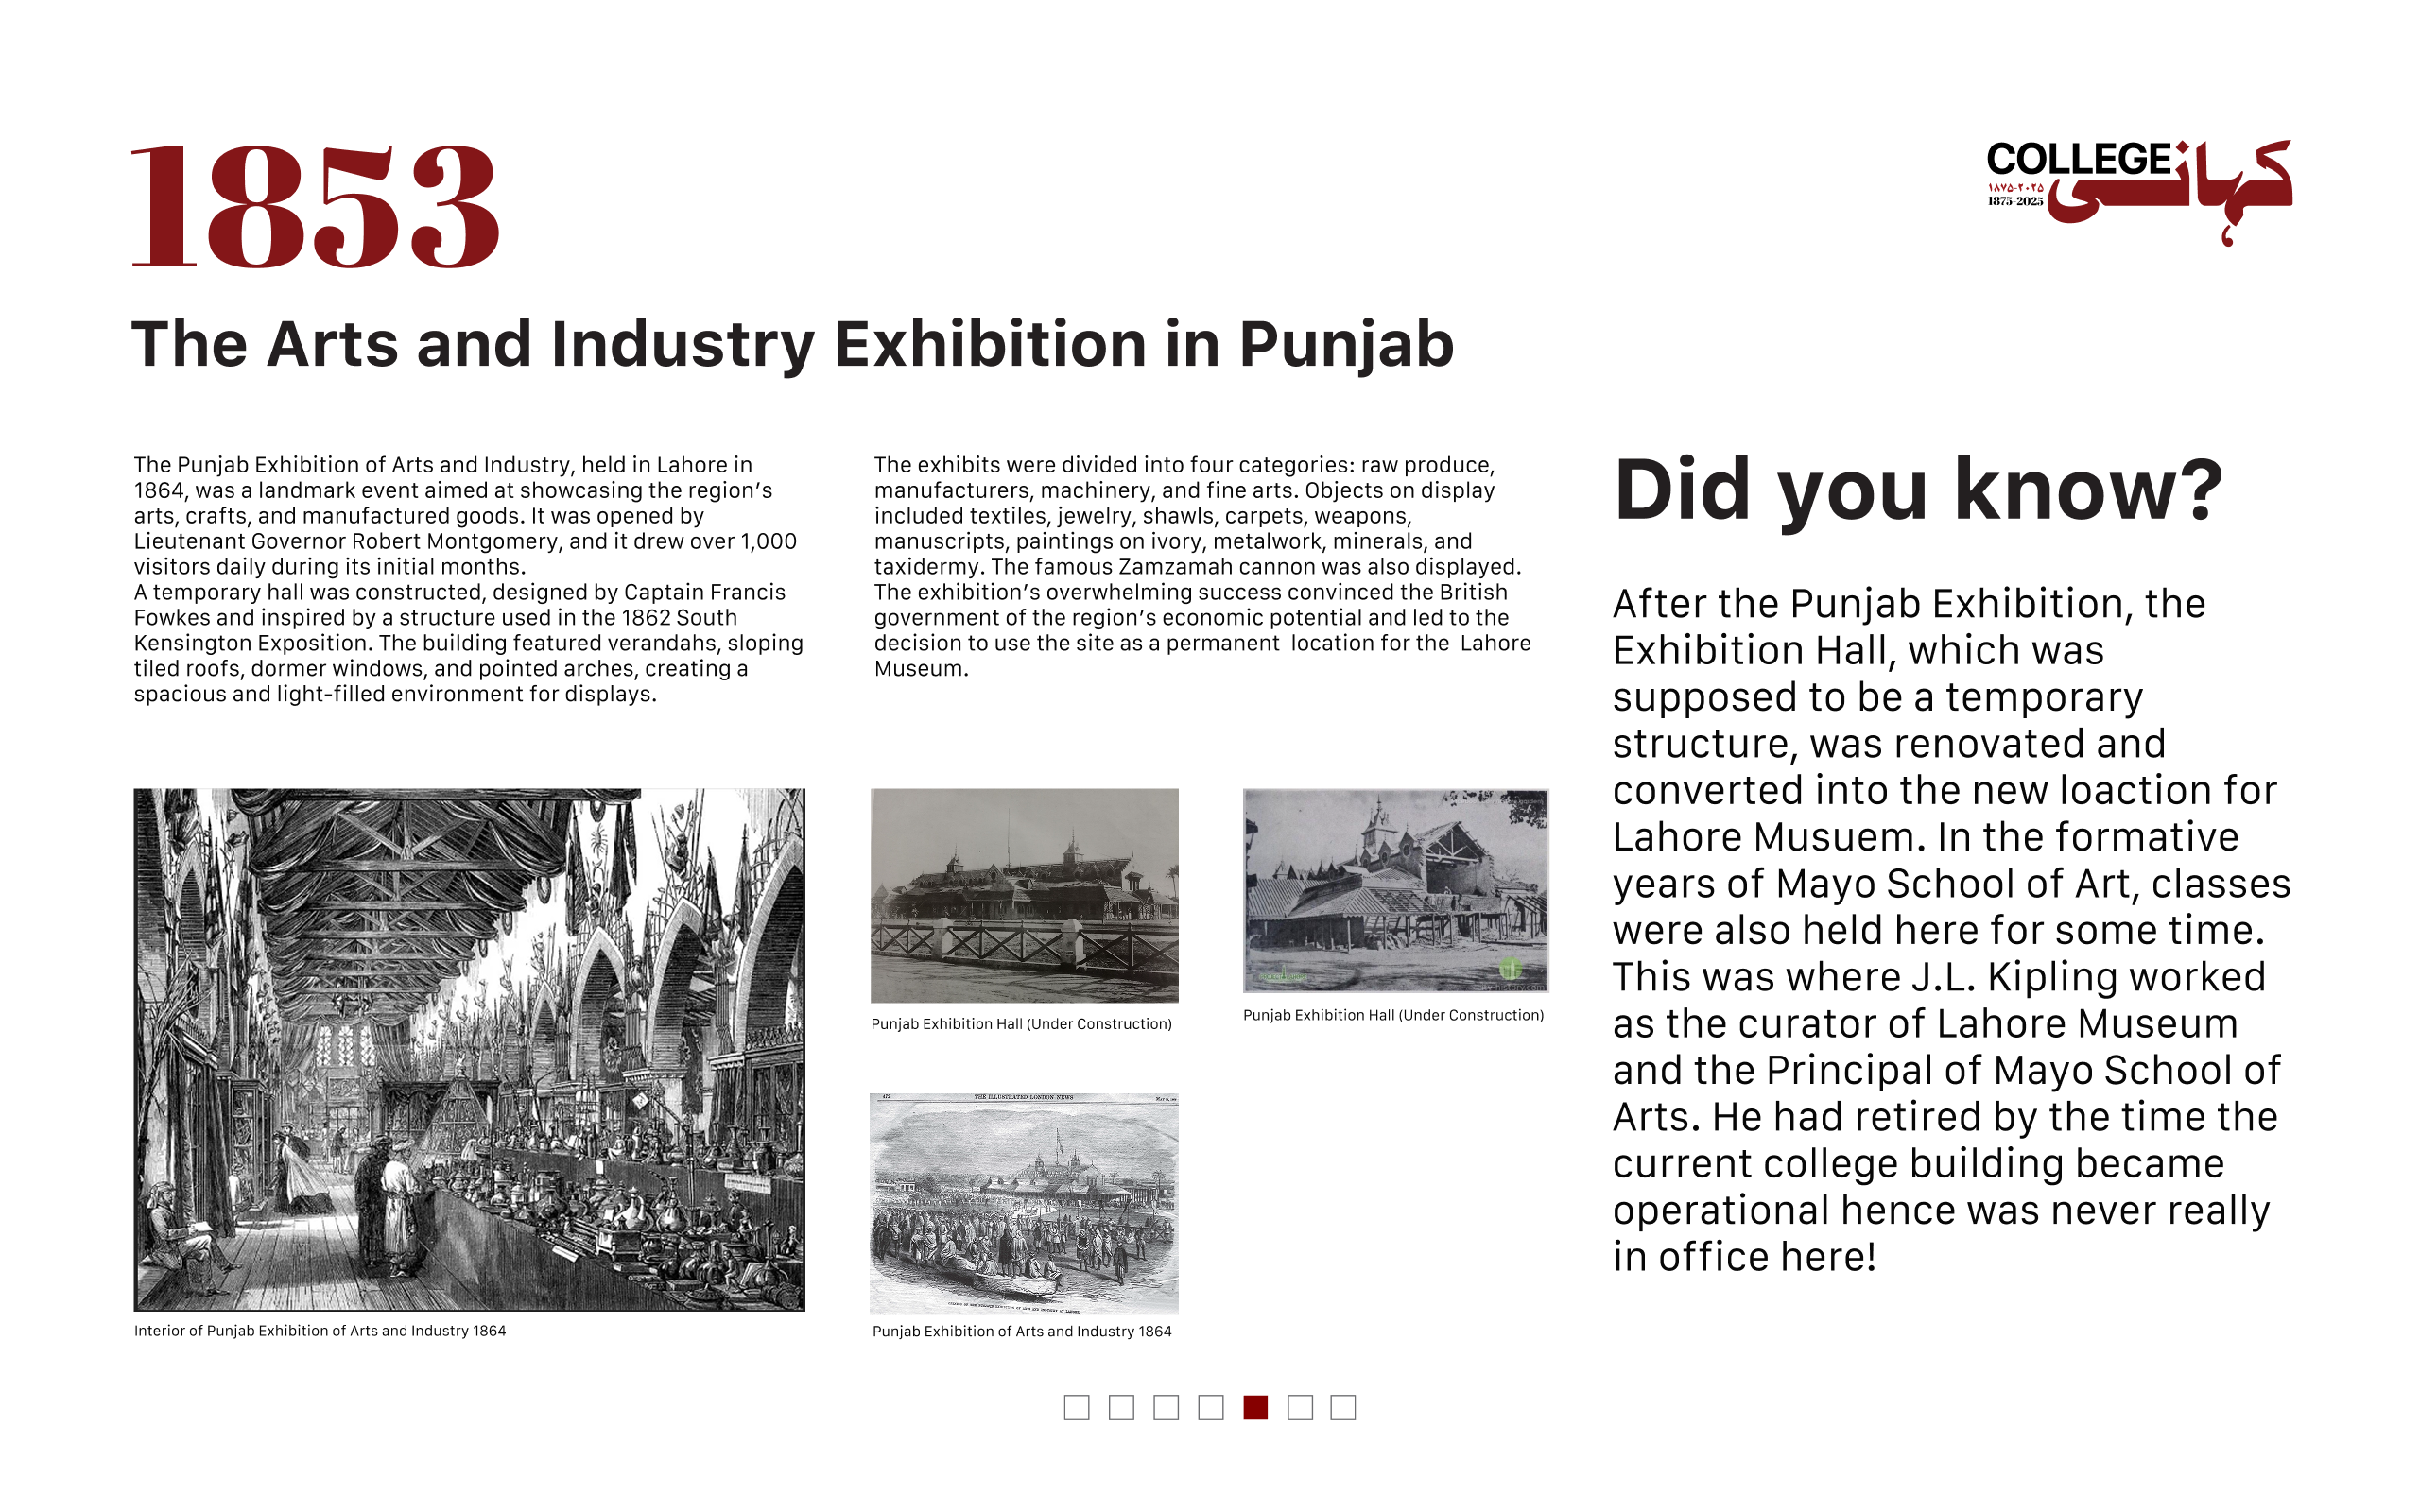 1853
COLLEGE کہانی
۱۸۷۵-۲۰۲۵
1875-2025
The Arts and Industry Exhibition in Punjab
The Punjab Exhibition of Arts and Industry, held in Lahore in
1864, was a landmark event aimed at showcasing the region’s
arts, crafts, and manufactured goods. It was opened by
Lieutenant Governor Robert Montgomery, and it drew over 1,000
visitors daily during its initial months.
A temporary hall was constructed, designed by Captain Francis
Fowkes and inspired by a structure used in the 1862 South
Kensington Exposition. The building featured verandahs, sloping
tiled roofs, dormer windows, and pointed arches, creating a
spacious and light-filled environment for displays.
The exhibits were divided into four categories: raw produce,
manufacturers, machinery, and fine arts. Objects on display
included textiles, jewelry, shawls, carpets, weapons,
manuscripts, paintings on ivory, metalwork, minerals, and
taxidermy. The famous Zamzamah cannon was also displayed.
The exhibition’s overwhelming success convinced the British
government of the region’s economic potential and led to the
decision to use the site as a permanent  location for the  Lahore
Museum.
Did you know?
After the Punjab Exhibition, the
Exhibition Hall, which was
supposed to be a temporary
structure, was renovated and
converted into the new loaction for
Lahore Musuem. In the formative
years of Mayo School of Art, classes
were also held here for some time.
This was where J.L. Kipling worked
as the curator of Lahore Museum
and the Principal of Mayo School of
Arts. He had retired by the time the
current college building became
operational hence was never really
in office here!
Interior of Punjab Exhibition of Arts and Industry 1864
Punjab Exhibition Hall (Under Construction)
Punjab Exhibition Hall (Under Construction)
THE ILLUSTRATED LONDON NEWS
Punjab Exhibition of Arts and Industry 1864